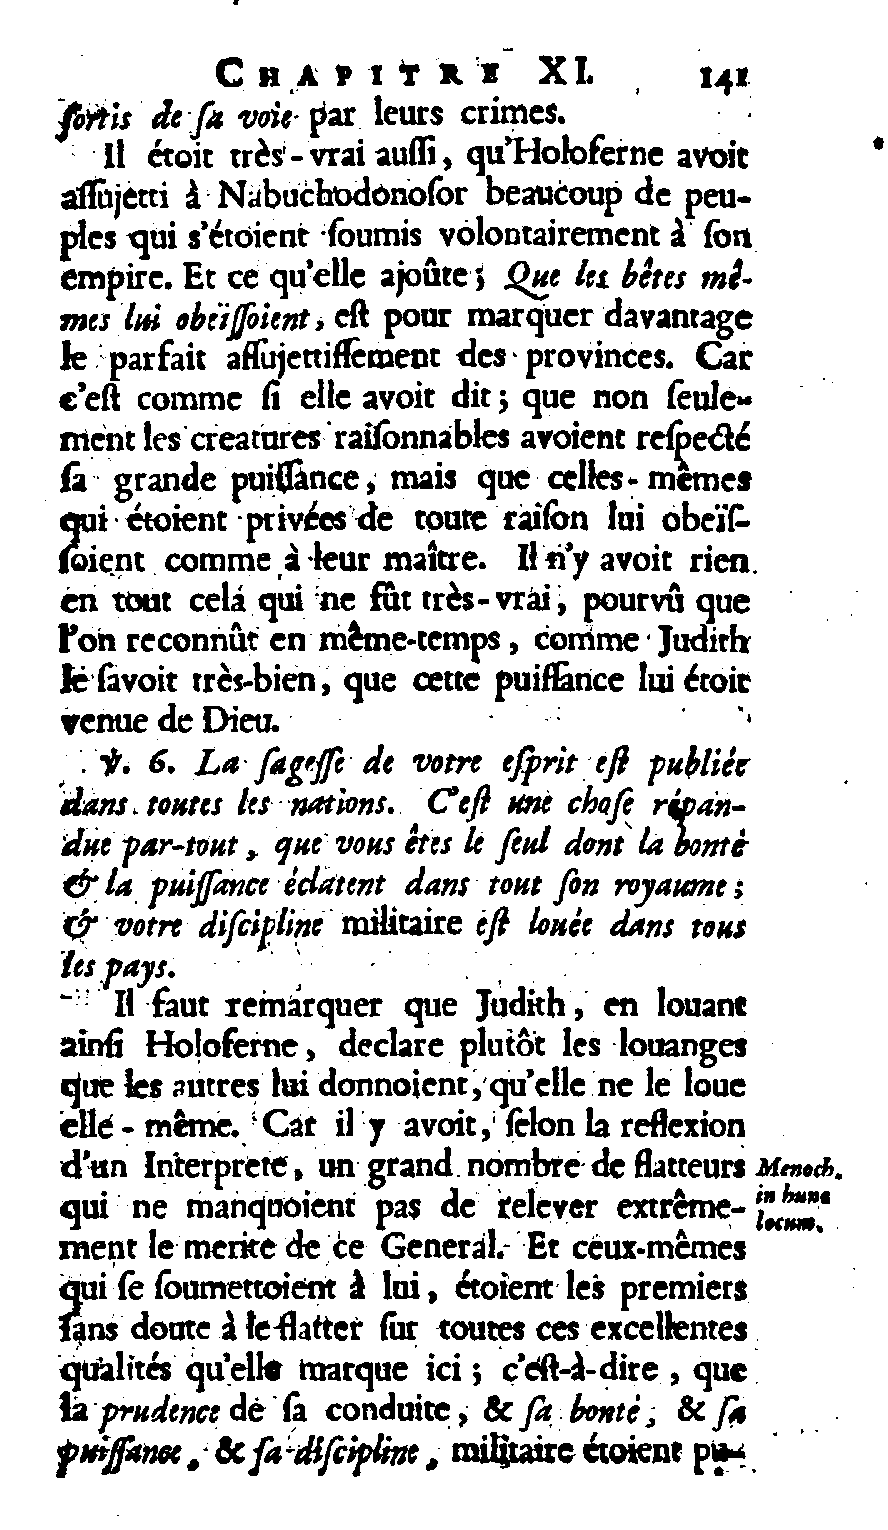 CHAPITRE XI. 141
ſortis de ſa voie par leurs crimes.
Il étoit très-vrai auſſi, qu'Holoferne avoit
aſſujetti à Nabuchodonoſor beaucoup de peu-
ples qui s'étoient ſoumis volontairement à ſon
empire. Et ce qu'elle ajoûte; Que les bêtes mê-
mes lui obeïſſoient, eſt pour marquer davantage
le parfait aſſujettiſſement des provinces. Car
c'eſt comme ſi elle avoit dit; que non ſeule-
ment les creatures raiſonnables avoient reſpecté
ſa grande puiſſance, mais que celles-mêmes
qui étoient privées de toute raiſon lui obeïſ-
ſoient comme à leur maître. Il n'y avoit rien
en tout cela qui ne fût très-vrai, pourvû que
l'on reconnût en même-temps, comme Judith
le ſavoit très-bien, que cette puiſſance lui étoit
venue de Dieu.
℣. 6. La ſageſſe de votre eſprit eſt publiée
dans toutes les nations. C'eſt une choſe répan-
due par-tout, que vous êtes le ſeul dont la bonté
& la puiſſance éclatent dans tout ſon royaume;
& votre diſcipline militaire eſt louée dans tous
les pays.
Il faut remarquer que Judith, en louant
ainſi Holoferne, declare plutôt les louanges
que les autres lui donnoient, qu'elle ne le loue
elle-même. Car il y avoit, ſelon la reflexion
d'un Interprete, un grand nombre de flatteurs
qui ne manquoient pas de relever extrême-
ment le merite de ce General. Et ceux-mêmes
qui ſe ſoumettoient à lui, étoient les premiers
ſans doute à le flatter ſur toutes ces excellentes
qualités qu'elle marque ici; c'eſt-à-dire, que
la prudence de ſa conduite, & ſa bonté, & ſa
puiſſance, & ſa diſcipline, militaire étoient pu-
Menoch.
in hunc
locum.